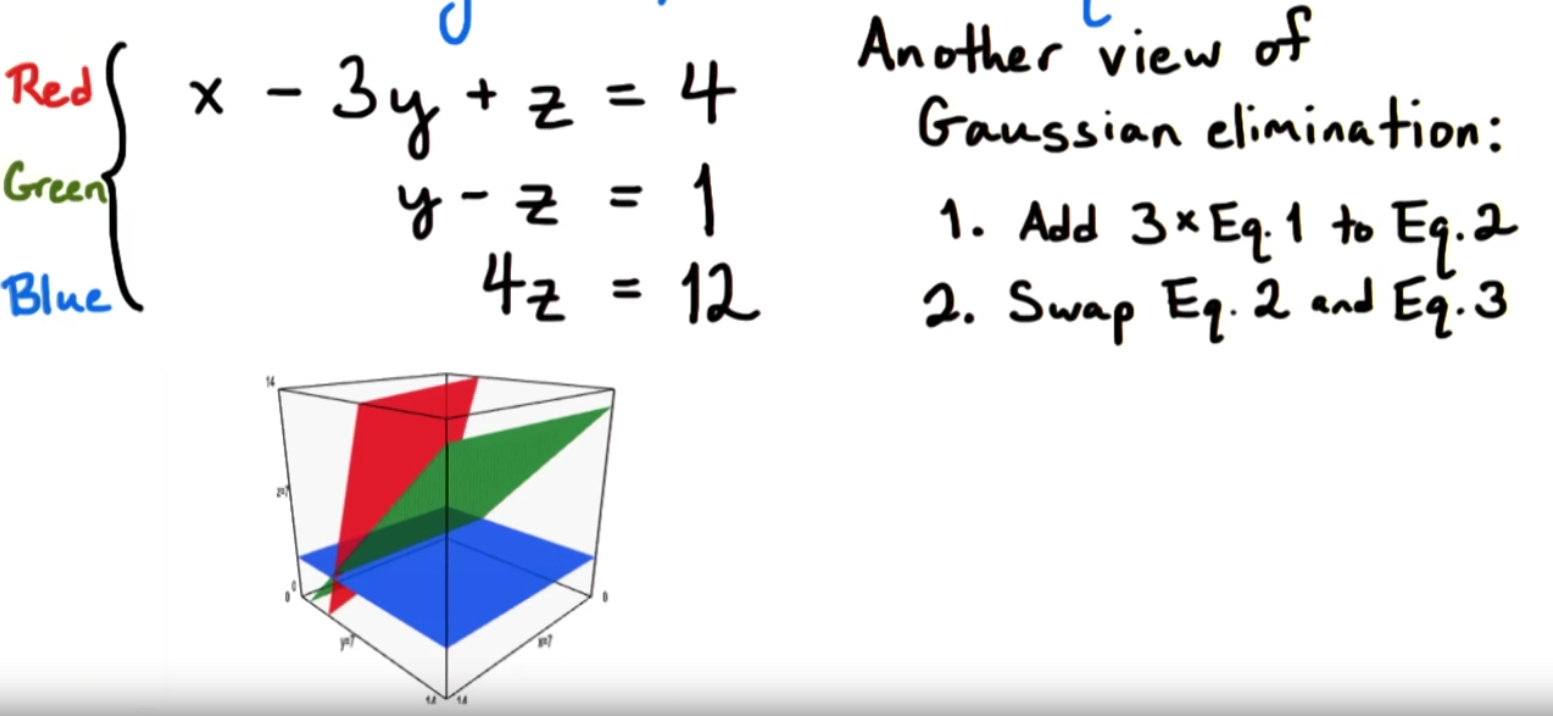 Red x - 3y + z = 4
Green y - z = 1
Blue 4z = 12
Another view of
Gaussian elimination:
1. Add 3×Eq.1 to Eq.2
2. Swap Eq.2 and Eq.3
14
z=7
0
0
0
y=7
x=7
14
14